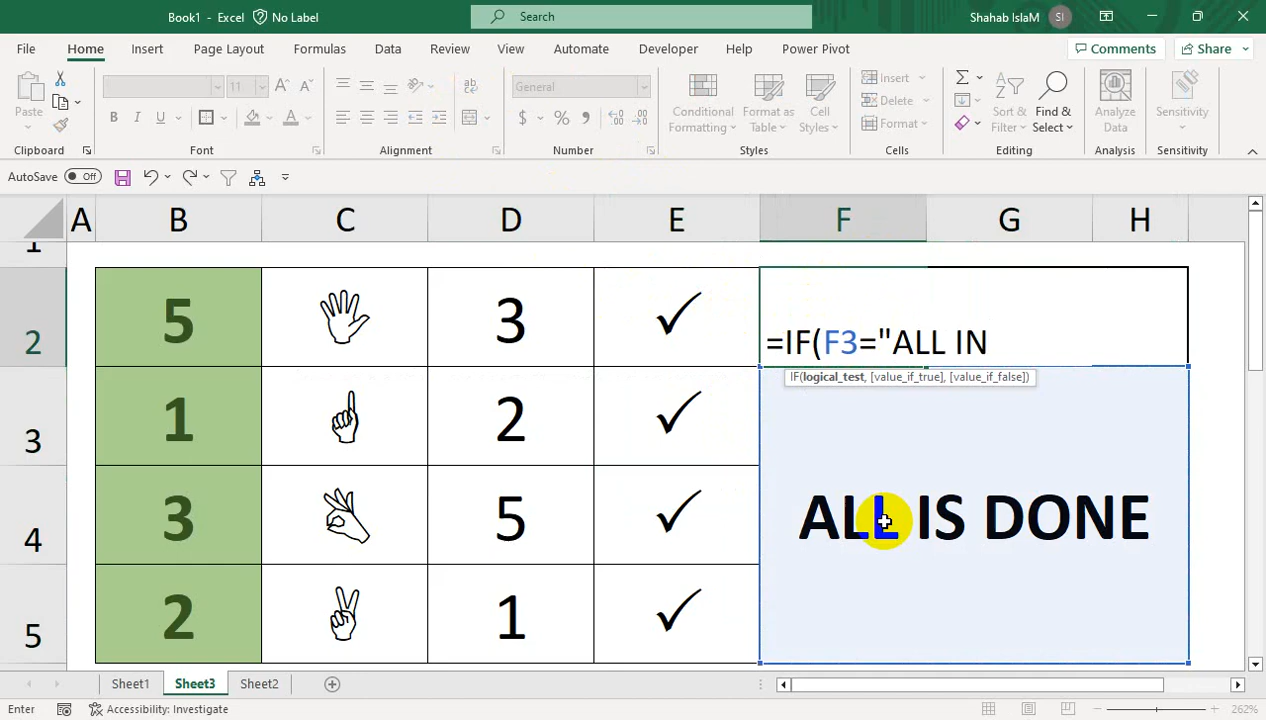 Book1 - Excel No Label Search Shahab IslaM SI
File Home Insert Page Layout Formulas Data Review View Automate Developer Help Power Pivot Comments Share
Paste 11 A A ab General Insert Delete Format Conditional Formatting Format as Table Cell Styles Sort & Filter Find & Select Analyze Data Sensitivity
B I U A $ %
Clipboard Font Alignment Number Styles Cells Editing Analysis Sensitivity
AutoSave Off
A B C D E F G H
1
2 5 3 ✓ =IF(F3="ALL IN
IF(logical_test, [value_if_true], [value_if_false])
3 1 2 ✓
4 3 5 ✓ ALL IS DONE
5 2 1 ✓
Sheet1 Sheet3 Sheet2
Enter Accessibility: Investigate 262%